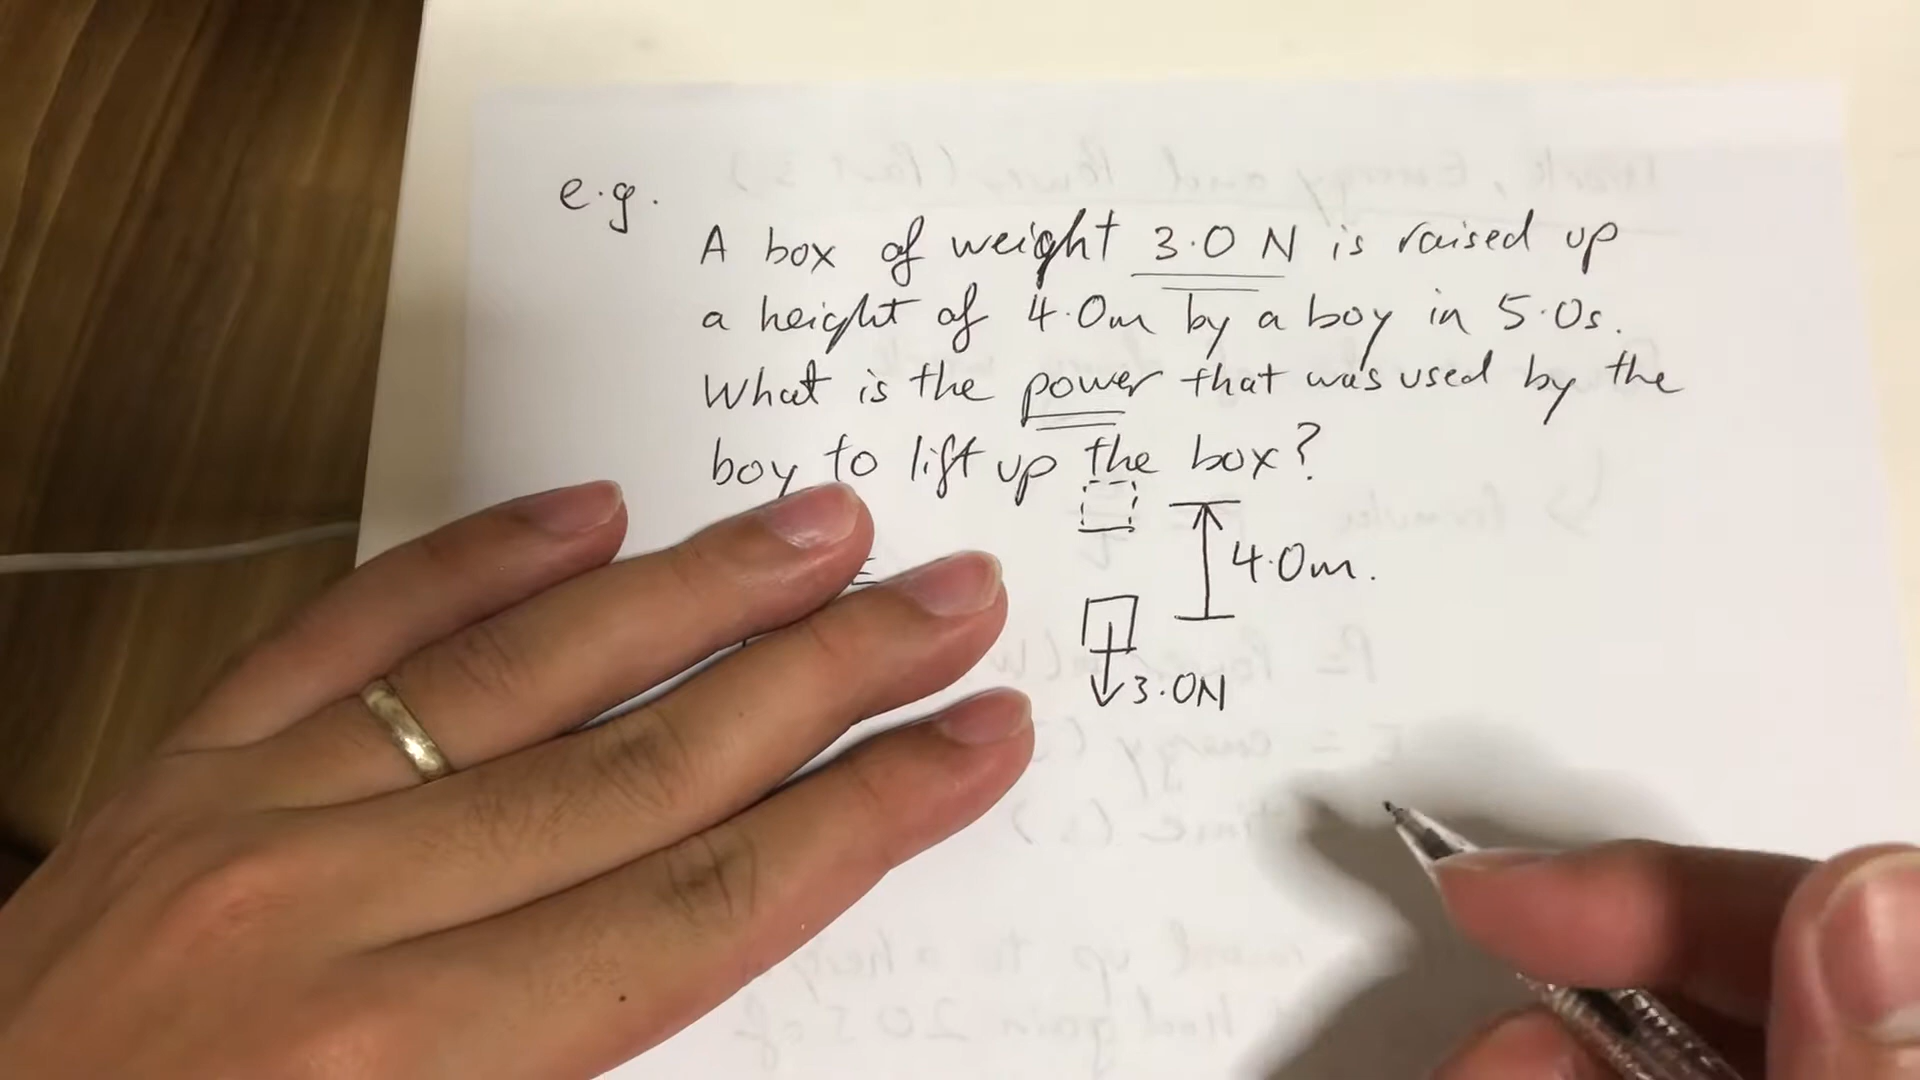 e.g.
A box of weight 3.0 N is raised up
a height of 4.0m by a boy in 5.0s.
What is the power that was used by the
boy to lift up the box?
4.0m.
3.0N